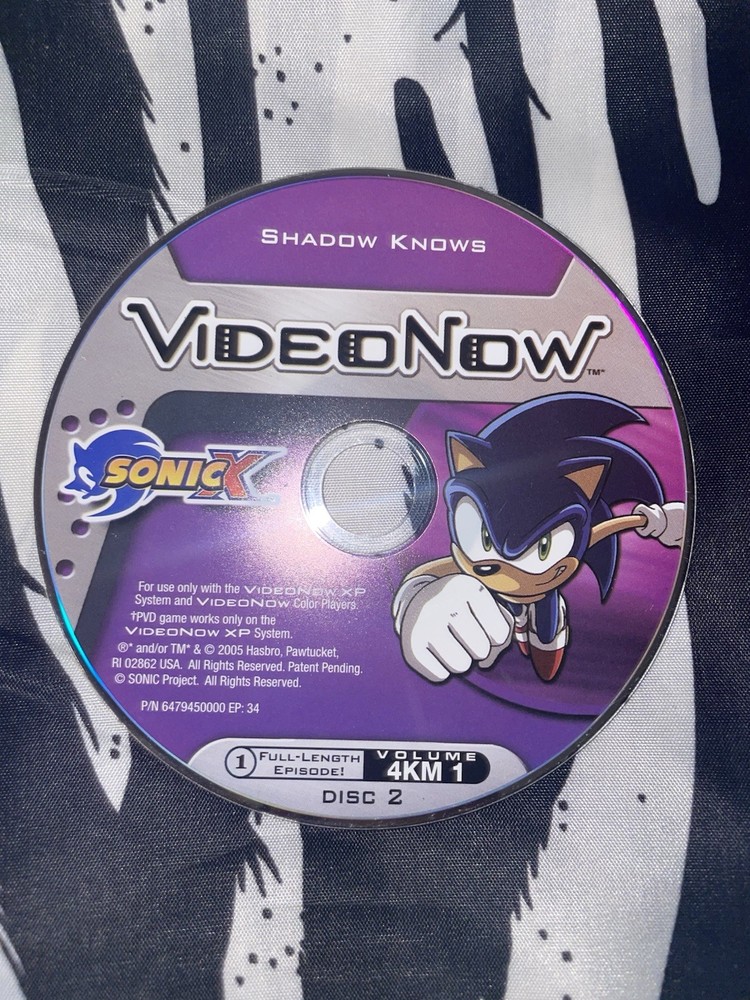 SHADOW KNOWS
VIDEONOW™
SONIC X
For use only with the VIDEONOW XP
System and VIDEONOW Color Players.
†PVD game works only on the
VIDEONOW XP System.
®* and/or TM* & © 2005 Hasbro, Pawtucket,
RI 02862 USA. All Rights Reserved. Patent Pending.
© SONIC Project. All Rights Reserved.
P/N 6479450000 EP: 34
1 FULL-LENGTH
EPISODE!
VOLUME
4KM 1
DISC 2